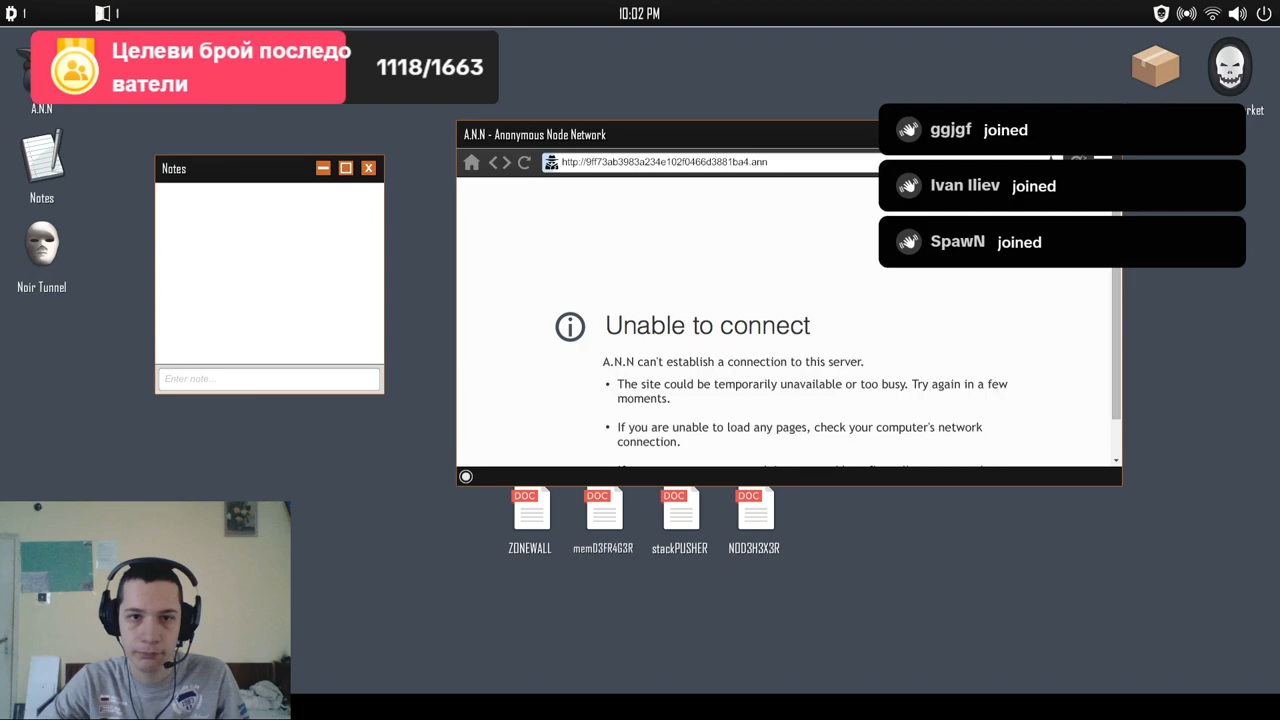 1
1
10:02 PM
Целеви брой последо
ватели
1118/1663
A.N.N
Notes
Noir Tunnel
Notes
Enter note...
A.N.N - Anonymous Node Network
http://9ff73ab3983a234e102f0466d3881ba4.ann
Unable to connect
A.N.N can't establish a connection to this server.
• The site could be temporarily unavailable or too busy. Try again in a few
moments.
• If you are unable to load any pages, check your computer's network
connection.
ggjgf joined
Ivan Iliev joined
SpawN joined
DOC
DOC
DOC
DOC
ZONEWALL
memD3FR4G3R
stackPUSHER
NOD3H3X3R